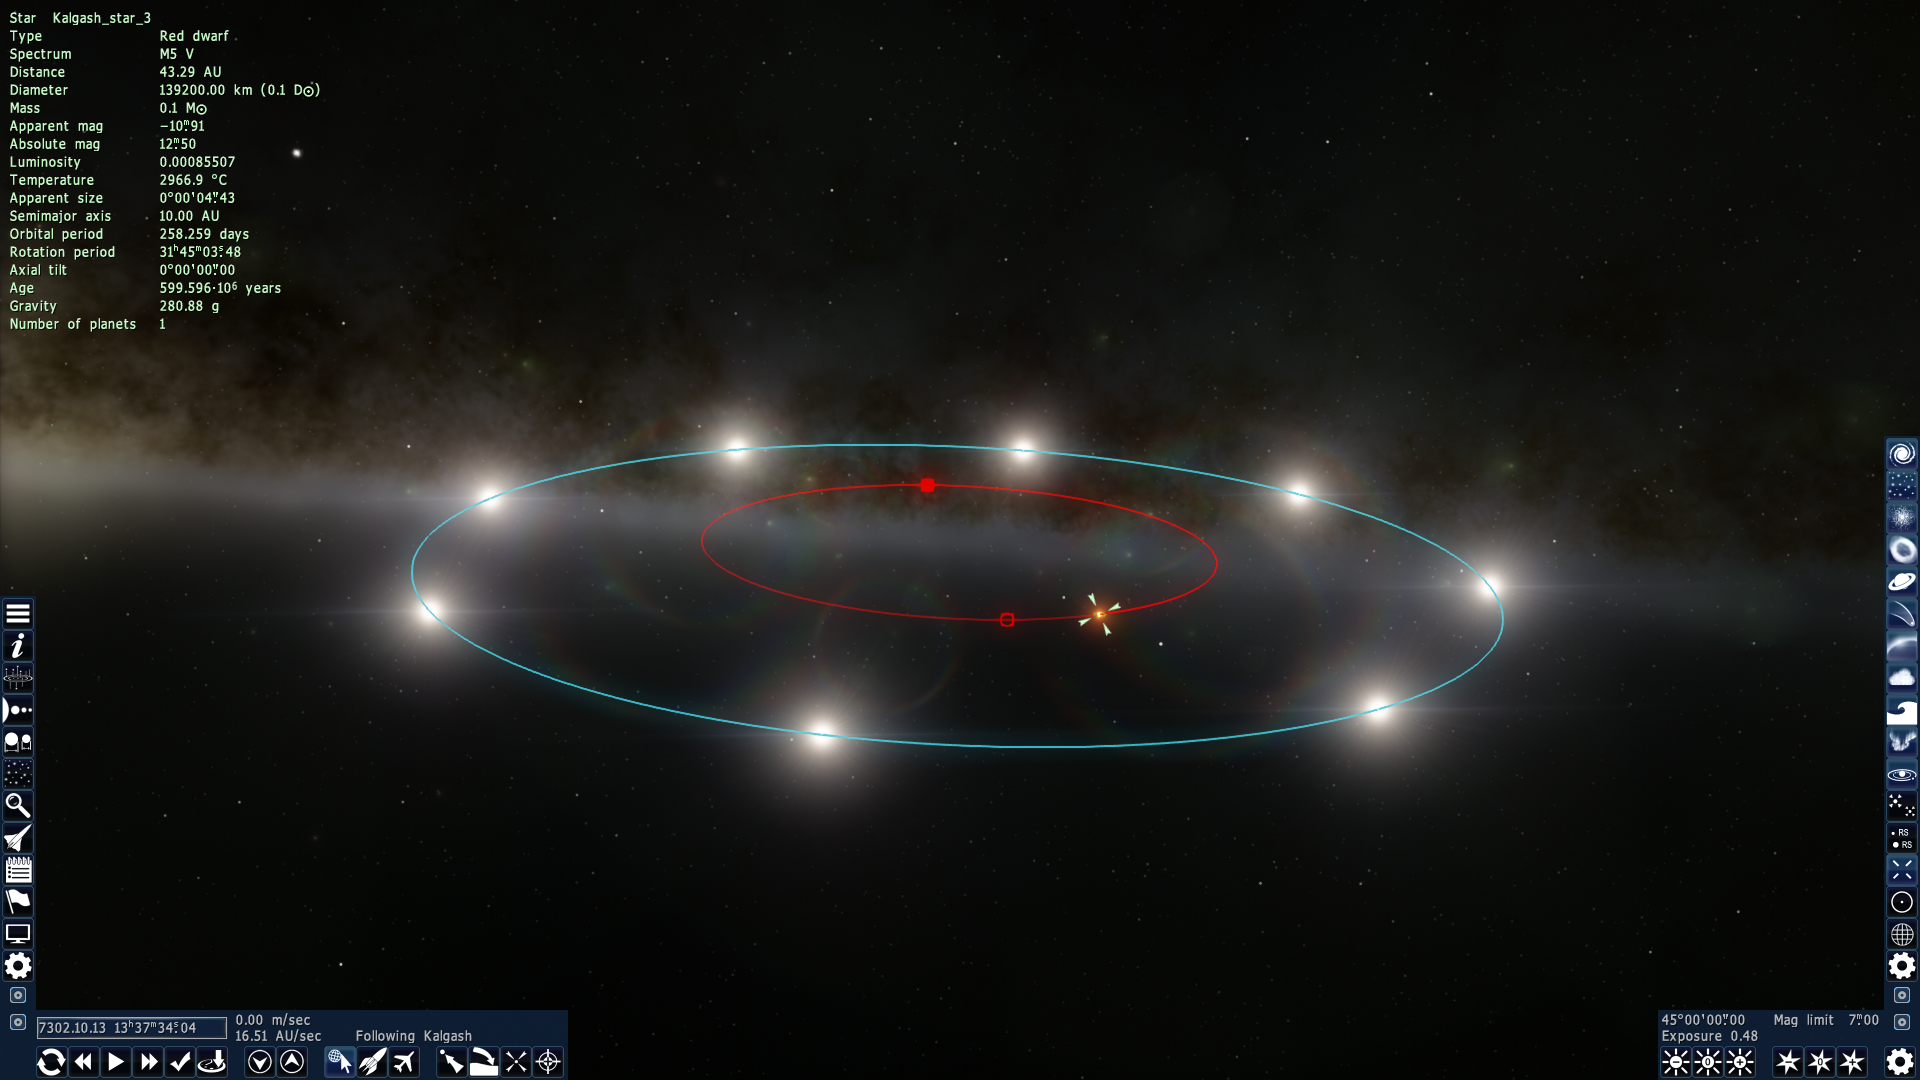 Star Kalgash_star_3
Type Red dwarf
Spectrum M5 V
Distance 43.29 AU
Diameter 139200.00 km (0.1 D☉)
Mass 0.1 M☉
Apparent mag −10ᵐ91
Absolute mag 12ᵐ50
Luminosity 0.00085507
Temperature 2966.9 °C
Apparent size 0°00'04"43
Semimajor axis 10.00 AU
Orbital period 258.259 days
Rotation period 31ʰ45ᵐ03ˢ48
Axial tilt 0°00'00"00
Age 599.596·10⁶ years
Gravity 280.88 g
Number of planets 1
RS
RS
7302.10.13 13ʰ37ᵐ34ˢ04
0.00 m/sec
16.51 AU/sec
Following Kalgash
45°00'00"00 Mag limit 7ᵐ00
Exposure 0.48